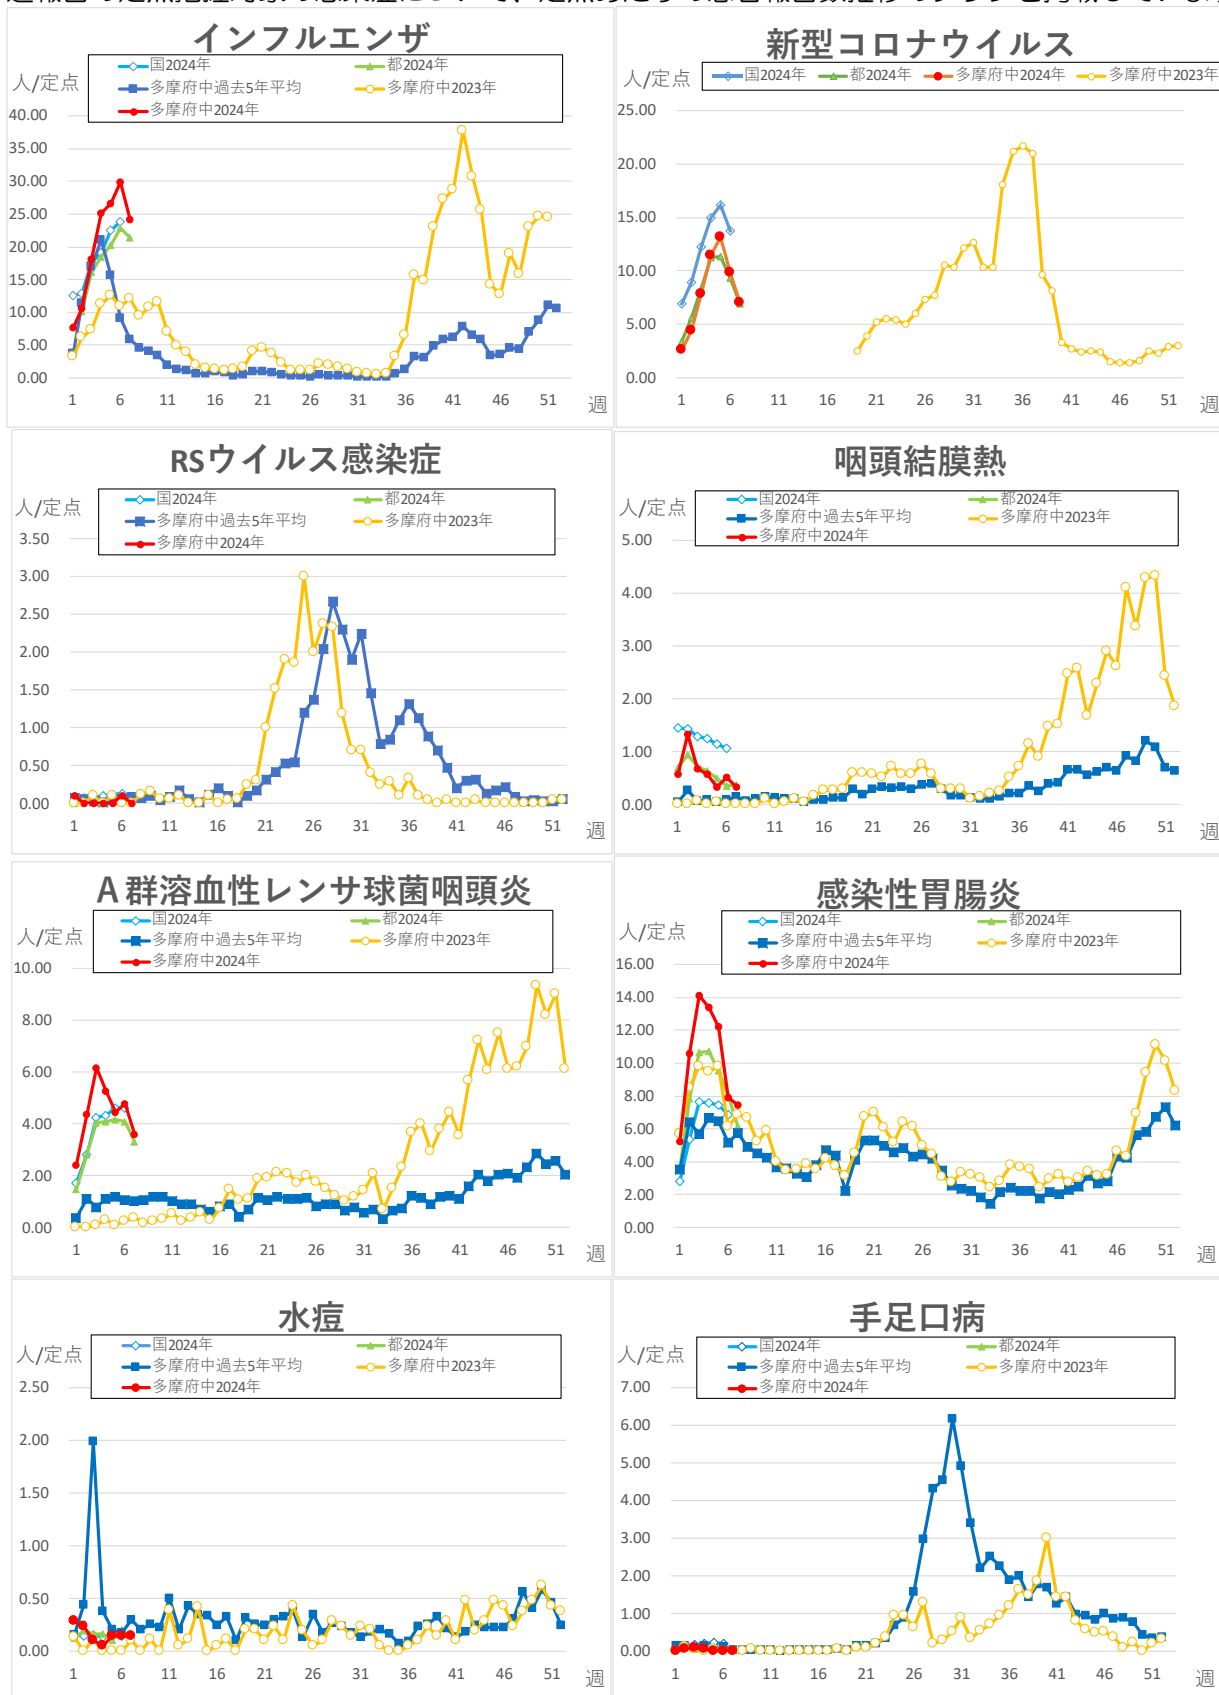 インフルエンザ
人/定点
国2024年
都2024年
多摩府中過去5年平均
多摩府中2023年
多摩府中2024年
40.00
35.00
30.00
25.00
20.00
15.00
10.00
5.00
0.00
1 6 11 16 21 26 31 36 41 46 51
週
新型コロナウイルス
人/定点
国2024年 都2024年 多摩府中2024年 多摩府中2023年
25.00
20.00
15.00
10.00
5.00
0.00
1 6 11 16 21 26 31 36 41 46 51
週
RSウイルス感染症
人/定点
国2024年
都2024年
多摩府中過去5年平均
多摩府中2023年
多摩府中2024年
3.50
3.00
2.50
2.00
1.50
1.00
0.50
0.00
1 6 11 16 21 26 31 36 41 46 51
週
咽頭結膜熱
人/定点
国2024年
都2024年
多摩府中過去5年平均
多摩府中2023年
多摩府中2024年
5.00
4.00
3.00
2.00
1.00
0.00
1 6 11 16 21 26 31 36 41 46 51
週
A群溶血性レンサ球菌咽頭炎
人/定点
国2024年
都2024年
多摩府中過去5年平均
多摩府中2023年
多摩府中2024年
10.00
8.00
6.00
4.00
2.00
0.00
1 6 11 16 21 26 31 36 41 46 51
週
感染性胃腸炎
人/定点
国2024年
都2024年
多摩府中過去5年平均
多摩府中2023年
多摩府中2024年
16.00
14.00
12.00
10.00
8.00
6.00
4.00
2.00
0.00
1 6 11 16 21 26 31 36 41 46 51
週
水痘
人/定点
国2024年
都2024年
多摩府中過去5年平均
多摩府中2023年
多摩府中2024年
2.50
2.00
1.50
1.00
0.50
0.00
1 6 11 16 21 26 31 36 41 46 51
週
手足口病
人/定点
国2024年
都2024年
多摩府中過去5年平均
多摩府中2023年
多摩府中2024年
7.00
6.00
5.00
4.00
3.00
2.00
1.00
0.00
1 6 11 16 21 26 31 36 41 46 51
週